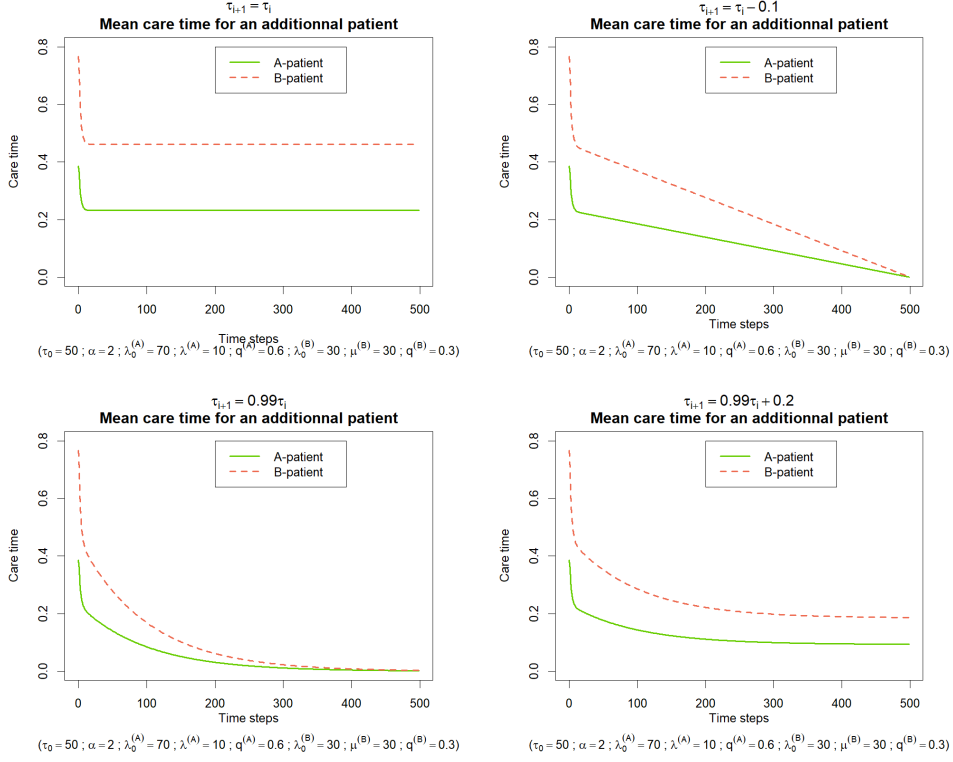 τᵢ₊₁ = τᵢ
Mean care time for an additionnal patient
0.8
0.6
0.4
0.2
0.0
Care time
A-patient
B-patient
0 100 200 300 400 500
Time steps
(τ₀ = 50 ; α = 2 ; λ₀⁽ᴬ⁾ = 70 ; λ⁽ᴬ⁾ = 10 ; q⁽ᴬ⁾ = 0.6 ; λ₀⁽ᴮ⁾ = 30 ; μ⁽ᴮ⁾ = 30 ; q⁽ᴮ⁾ = 0.3)
τᵢ₊₁ = τᵢ − 0.1
Mean care time for an additionnal patient
0.8
0.6
0.4
0.2
0.0
Care time
A-patient
B-patient
0 100 200 300 400 500
Time steps
(τ₀ = 50 ; α = 2 ; λ₀⁽ᴬ⁾ = 70 ; λ⁽ᴬ⁾ = 10 ; q⁽ᴬ⁾ = 0.6 ; λ₀⁽ᴮ⁾ = 30 ; μ⁽ᴮ⁾ = 30 ; q⁽ᴮ⁾ = 0.3)
τᵢ₊₁ = 0.99τᵢ
Mean care time for an additionnal patient
0.8
0.6
0.4
0.2
0.0
Care time
A-patient
B-patient
0 100 200 300 400 500
Time steps
(τ₀ = 50 ; α = 2 ; λ₀⁽ᴬ⁾ = 70 ; λ⁽ᴬ⁾ = 10 ; q⁽ᴬ⁾ = 0.6 ; λ₀⁽ᴮ⁾ = 30 ; μ⁽ᴮ⁾ = 30 ; q⁽ᴮ⁾ = 0.3)
τᵢ₊₁ = 0.99τᵢ + 0.2
Mean care time for an additionnal patient
0.8
0.6
0.4
0.2
0.0
Care time
A-patient
B-patient
0 100 200 300 400 500
Time steps
(τ₀ = 50 ; α = 2 ; λ₀⁽ᴬ⁾ = 70 ; λ⁽ᴬ⁾ = 10 ; q⁽ᴬ⁾ = 0.6 ; λ₀⁽ᴮ⁾ = 30 ; μ⁽ᴮ⁾ = 30 ; q⁽ᴮ⁾ = 0.3)